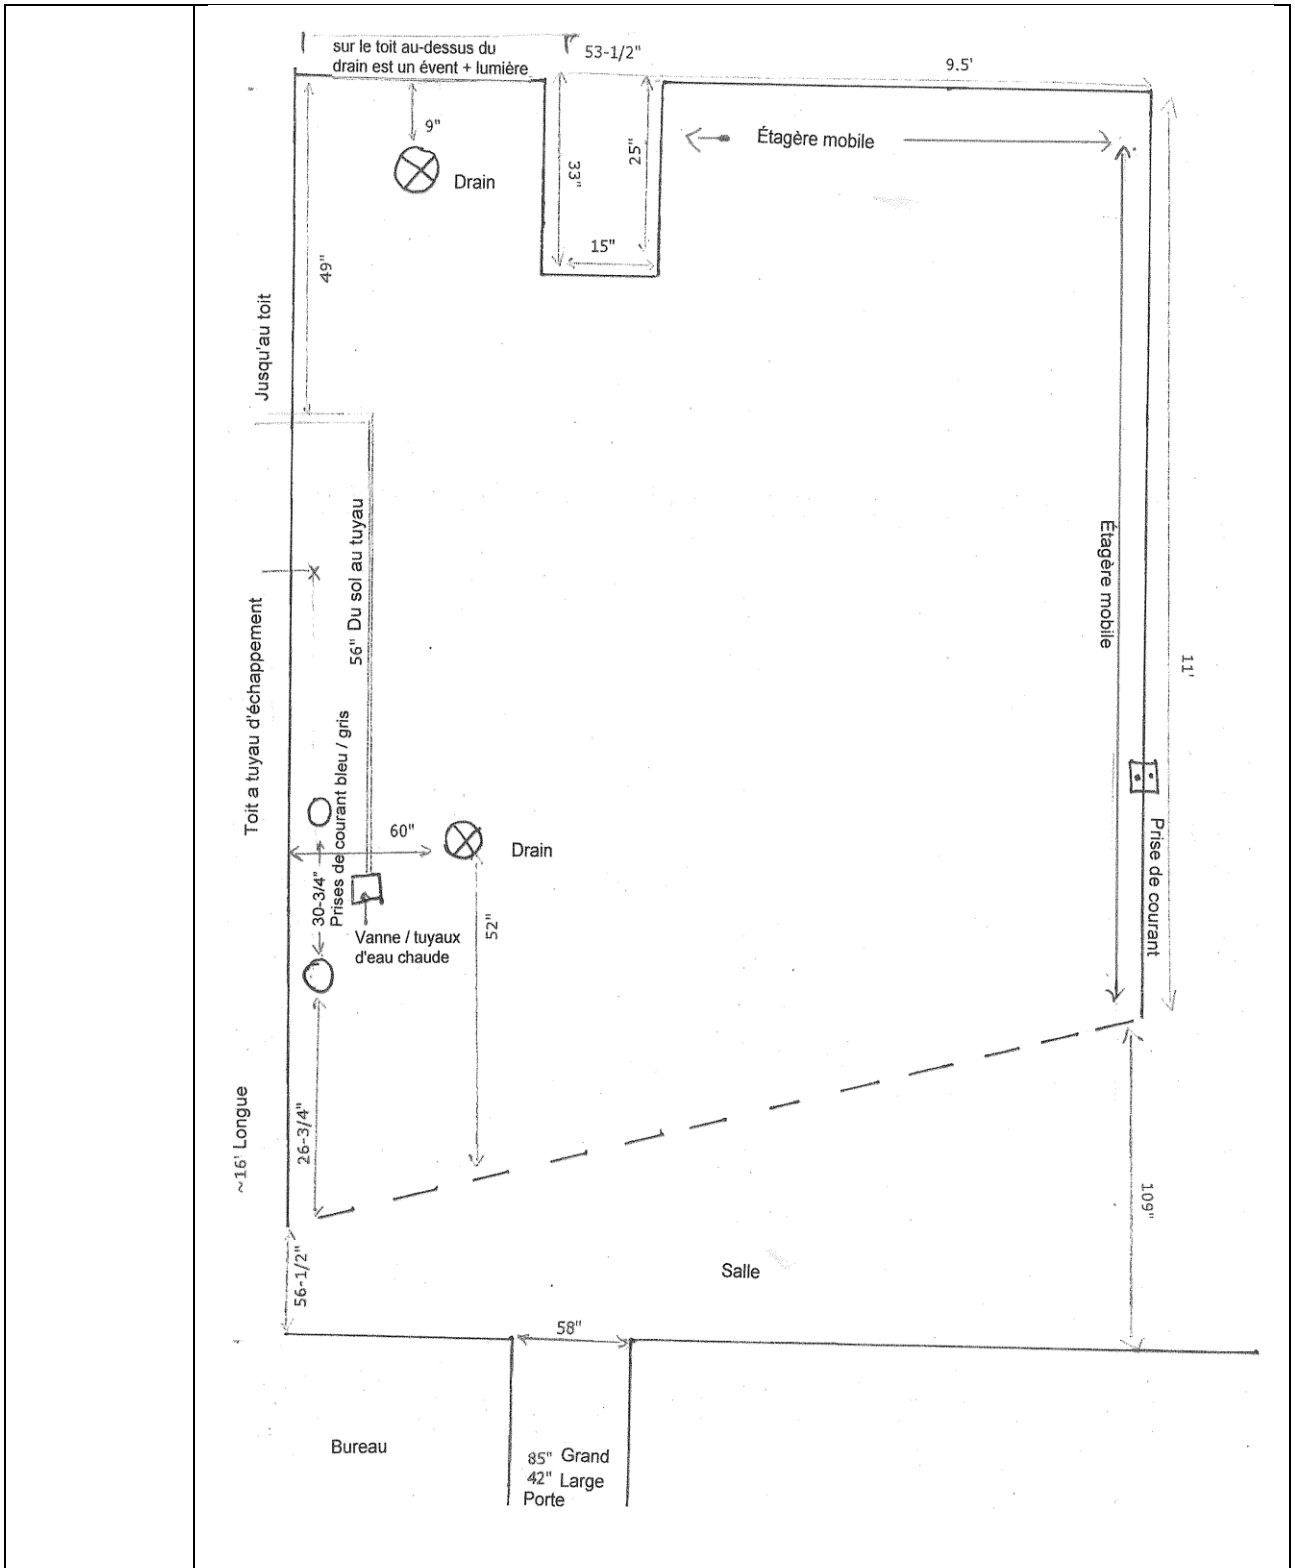 sur le toit au-dessus du
drain est un évent + lumière
53-1/2"
9.5'
9"
Drain
33"
25"
15"
Étagère mobile
49"
Jusqu'au toit
56" Du sol au tuyau
Étagère mobile
11'
Toit a tuyau d'échappement
Prises de courant bleu / gris
30-3/4"
60"
Drain
Vanne / tuyaux
d'eau chaude
52"
Prise de courant
~16' Longue
26-3/4"
109"
56-1/2"
Salle
58"
Bureau
85" Grand
42" Large
Porte